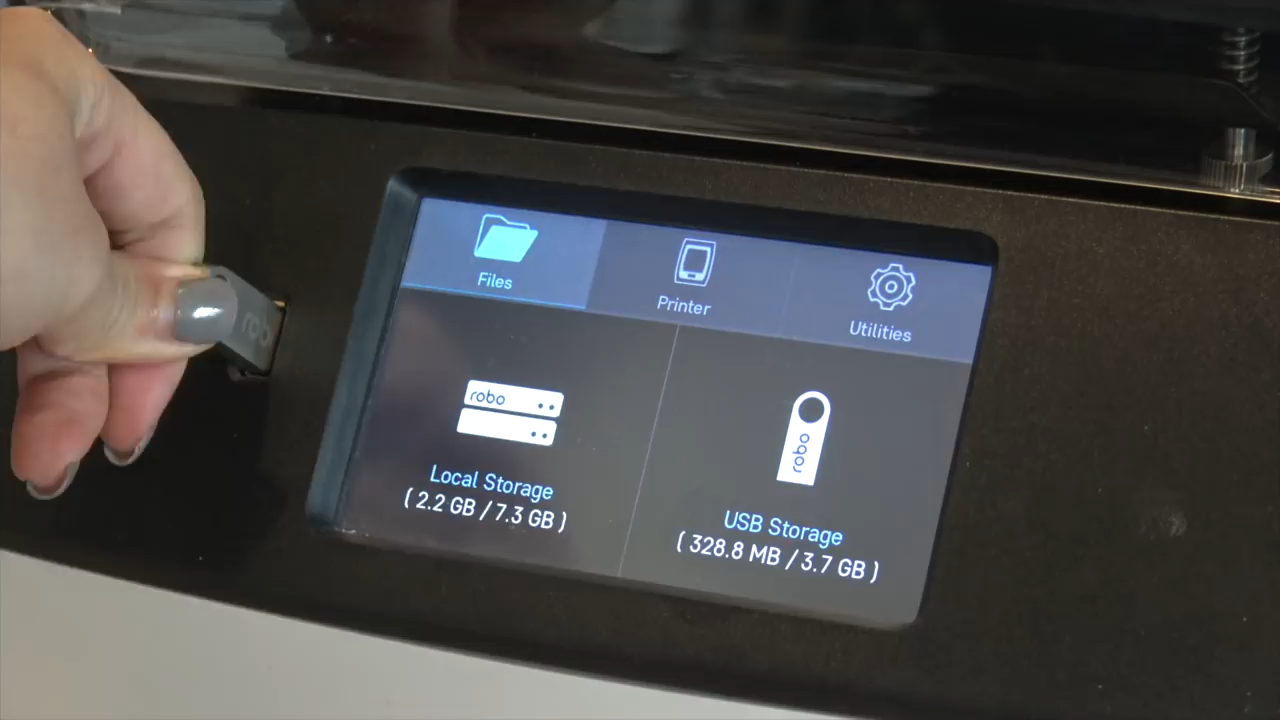 Files
Printer
Utilities
robo
robo
robo
Local Storage
( 2.2 GB / 7.3 GB )
USB Storage
( 328.8 MB / 3.7 GB )